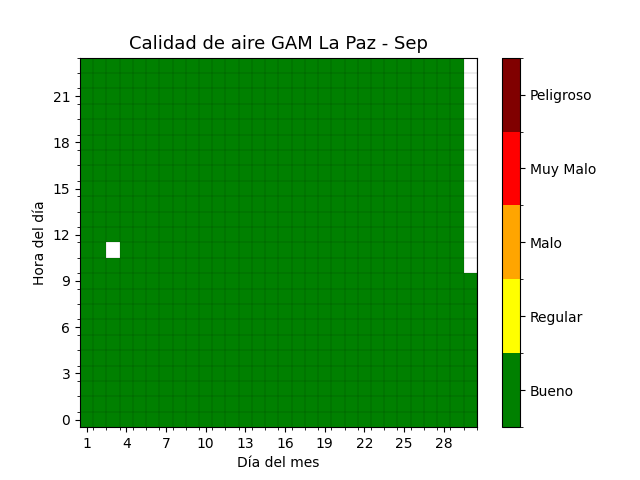 Calidad de aire GAM La Paz - Sep
Hora del día
21
18
15
12
9
6
3
0
1 4 7 10 13 16 19 22 25 28
Día del mes
Peligroso
Muy Malo
Malo
Regular
Bueno